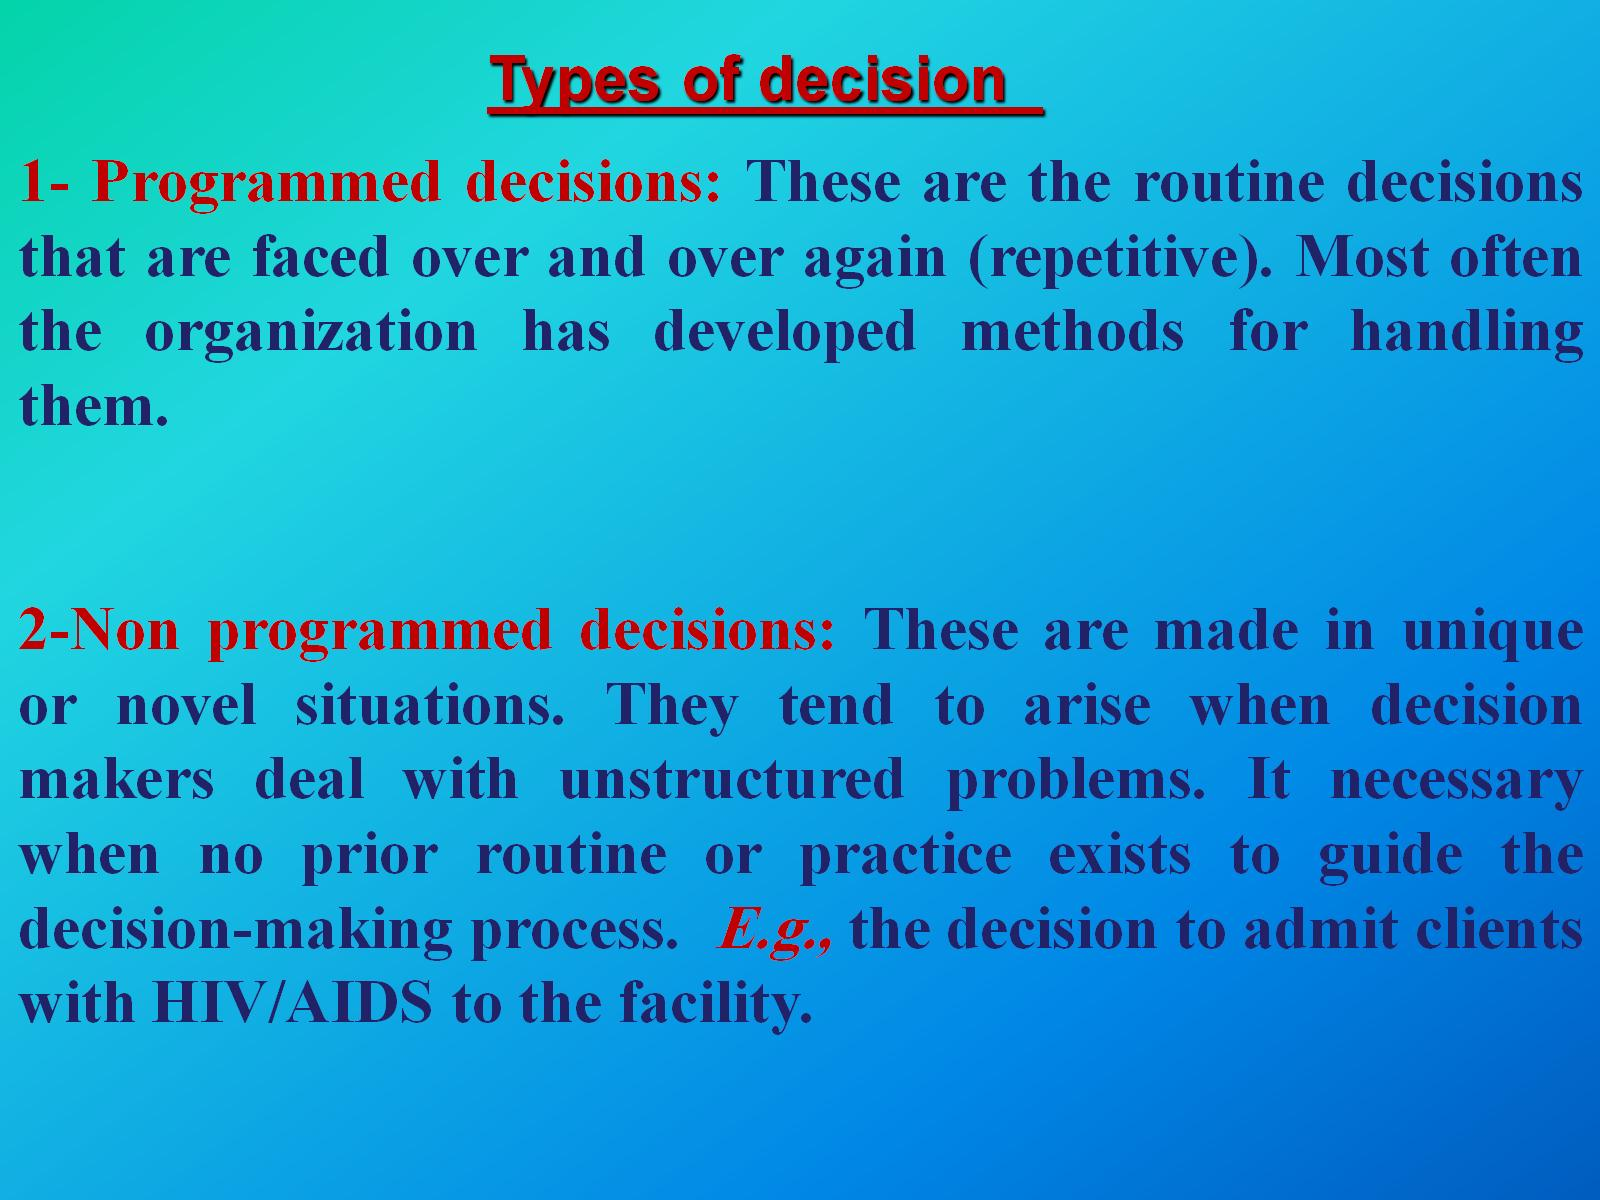 Types of decision
1- Programmed decisions: These are the routine decisions
that are faced over and over again (repetitive). Most often
the organization has developed methods for handling
them.
2-Non programmed decisions: These are made in unique
or novel situations. They tend to arise when decision
makers deal with unstructured problems. It necessary
when no prior routine or practice exists to guide the
decision-making process. E.g., the decision to admit clients
with HIV/AIDS to the facility.